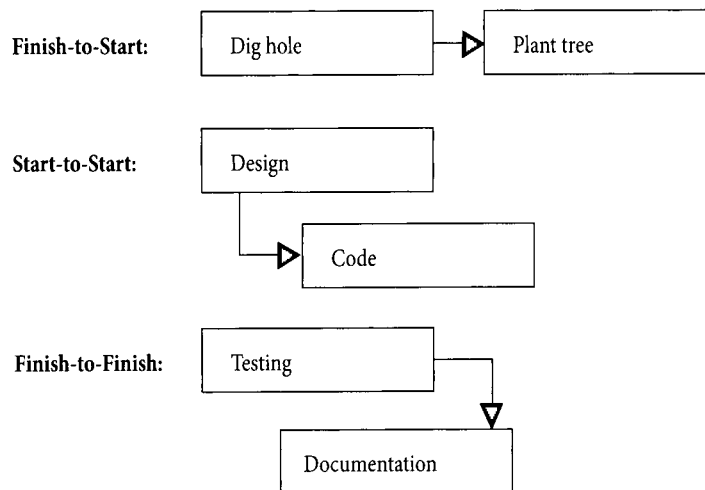 Finish-to-Start: Dig hole Plant tree
Start-to-Start: Design
Code
Finish-to-Finish: Testing
Documentation